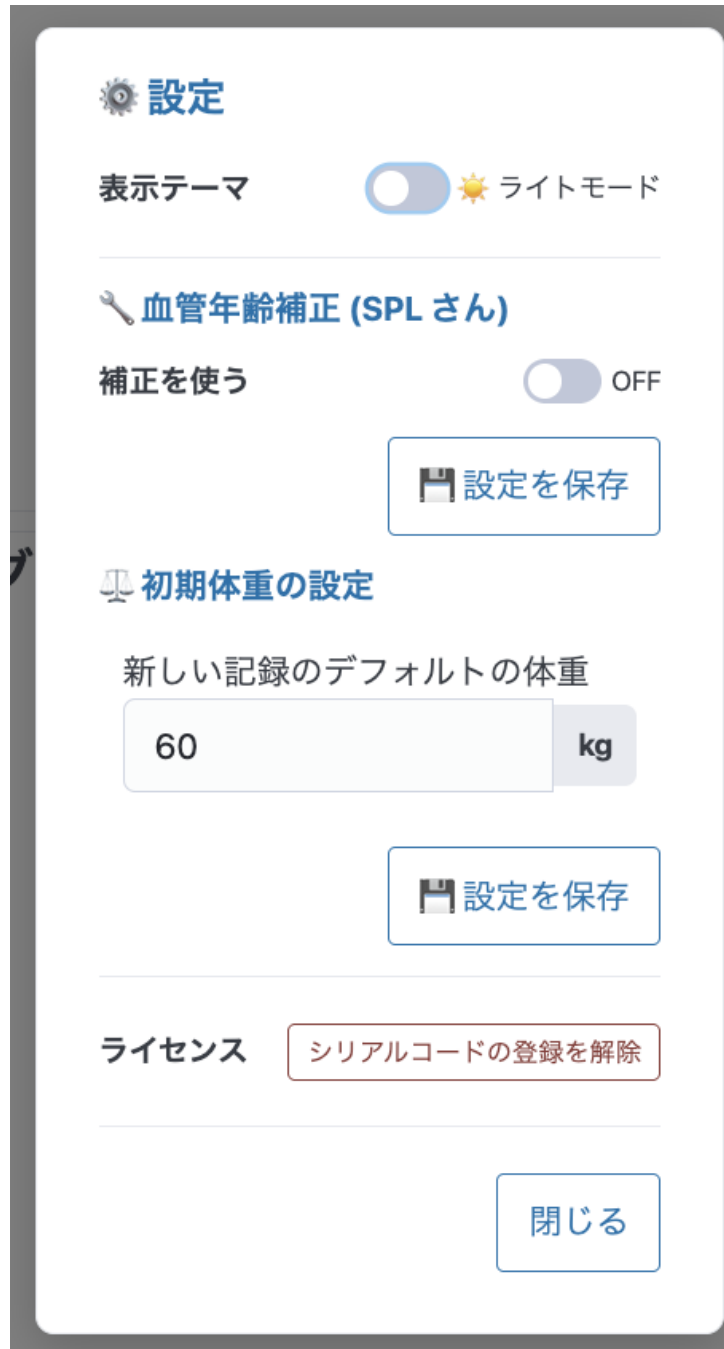 ⚙️ 設定
表示テーマ ☀️ ライトモード
🔧 血管年齢補正 (SPL さん)
補正を使う OFF
💾 設定を保存
グ
⚖️ 初期体重の設定
新しい記録のデフォルトの体重
60 kg
💾 設定を保存
ライセンス シリアルコードの登録を解除
閉じる